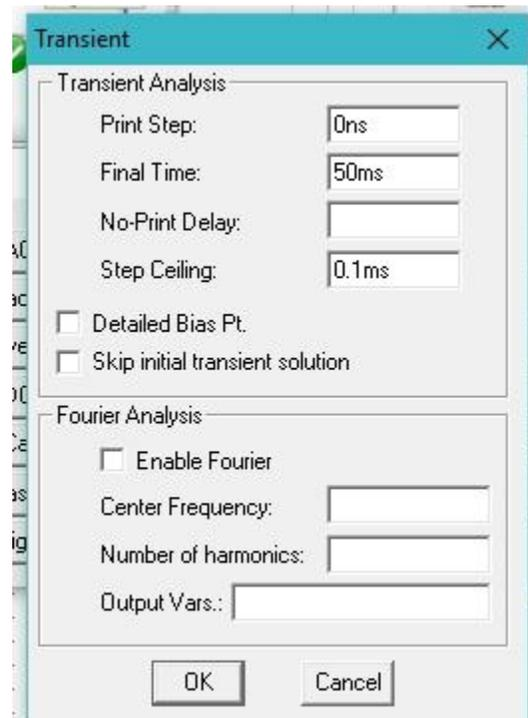 Transient
Transient Analysis
Print Step: 0ns
Final Time: 50ms
No-Print Delay:
Step Ceiling: 0.1ms
Detailed Bias Pt.
Skip initial transient solution
Fourier Analysis
Enable Fourier
Center Frequency:
Number of harmonics:
Output Vars.:
OK Cancel